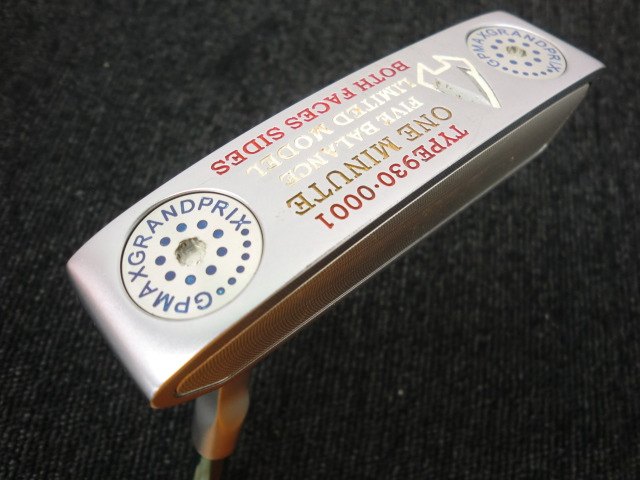 GPMAXGRANDPRIX
TYPE930·0001
ONE MINUTE
FIVE BALANCE
LIMITED MODEL
BOTH FACES SIDES
GPMAXGRANDPRIX